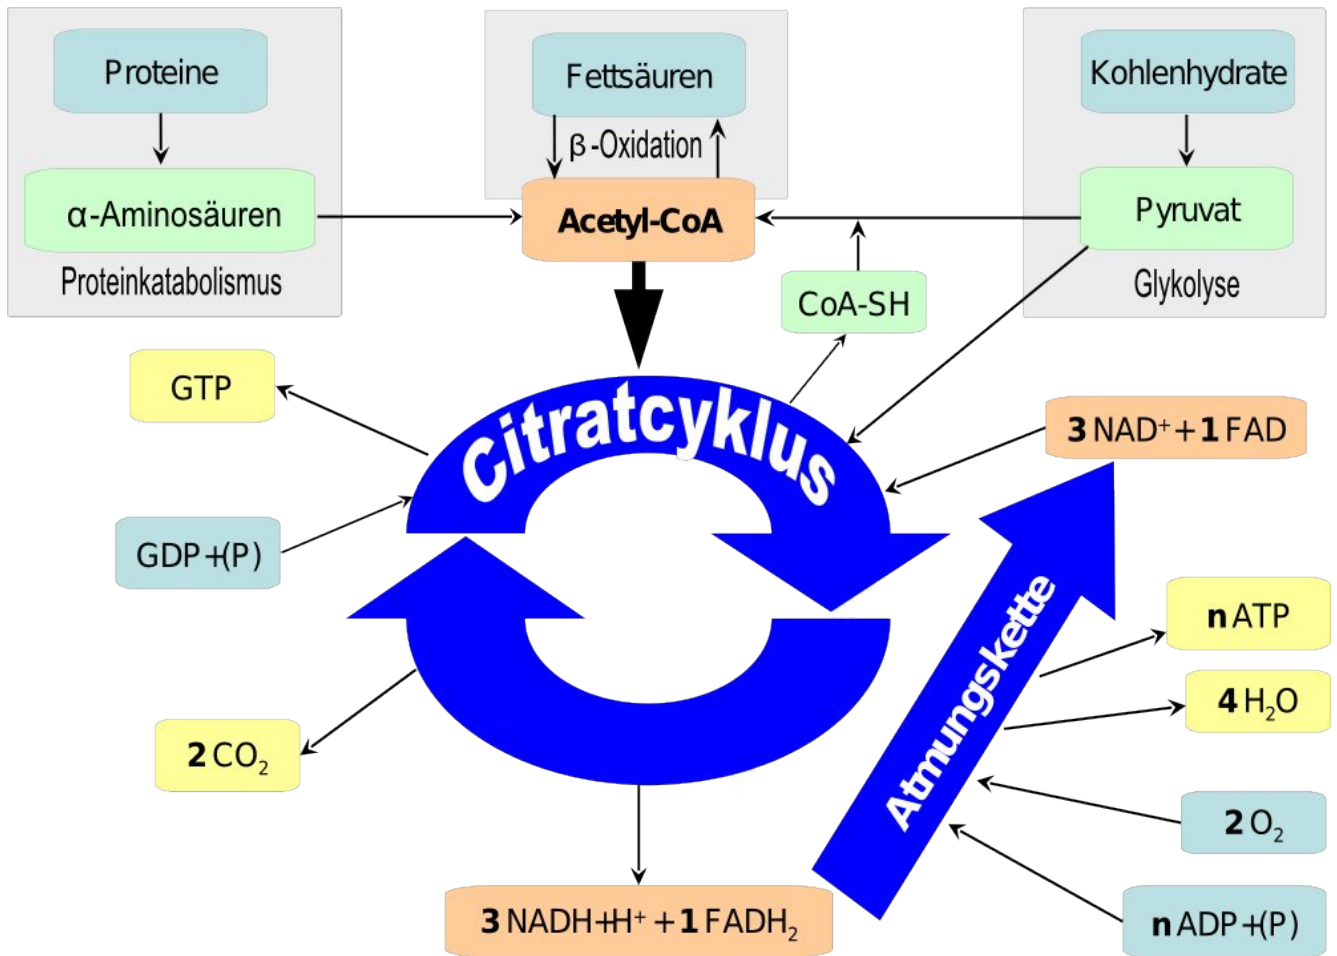 Proteine
Fettsäuren
Kohlenhydrate
β-Oxidation
α-Aminosäuren
Acetyl-CoA
Pyruvat
Proteinkatabolismus
Glykolyse
CoA-SH
GTP
Citratcyklus
3 NAD⁺ + 1 FAD
GDP+(P)
Atmungskette
n ATP
4 H₂O
2 CO₂
2 O₂
3 NADH+H⁺ + 1 FADH₂
n ADP+(P)